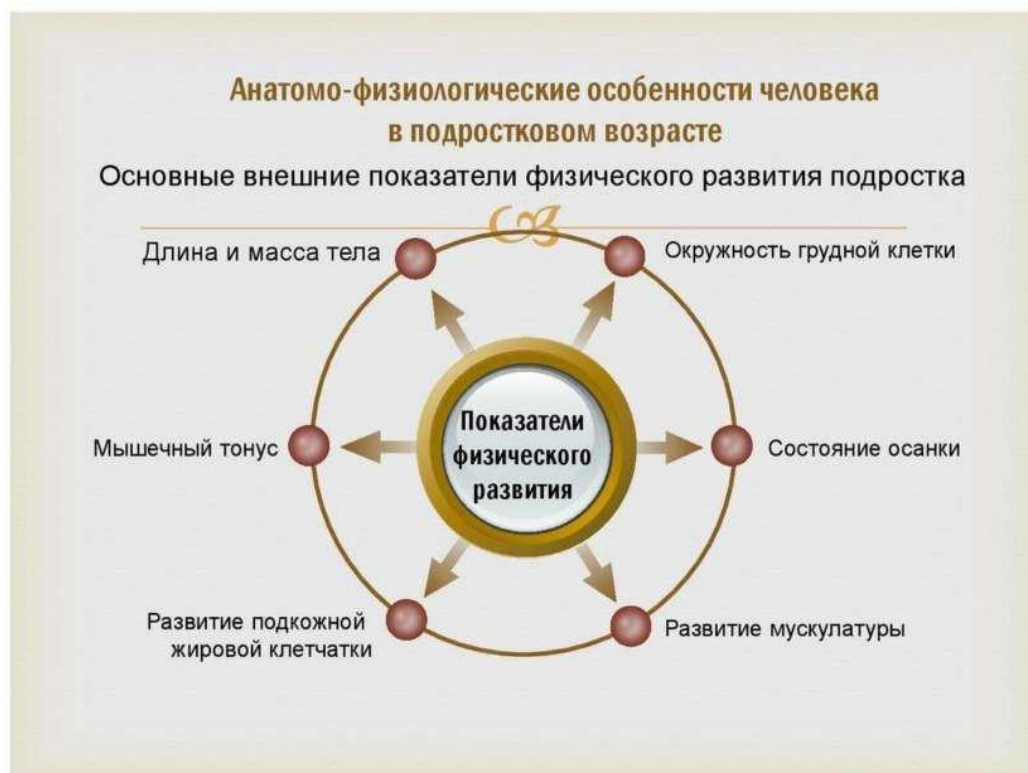 Анатомо-физиологические особенности человека
в подростковом возрасте
Основные внешние показатели физического развития подростка
Длина и масса тела
Окружность грудной клетки
Показатели
физического
развития
Мышечный тонус
Состояние осанки
Развитие подкожной
жировой клетчатки
Развитие мускулатуры